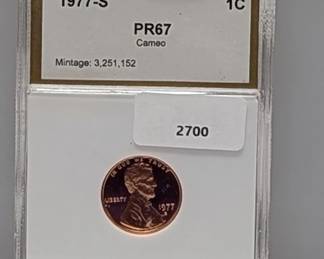 1977-S 1C
PR67
Cameo
Mintage: 3,251,152
2700
IN GOD WE TRUST
LIBERTY 1977
S